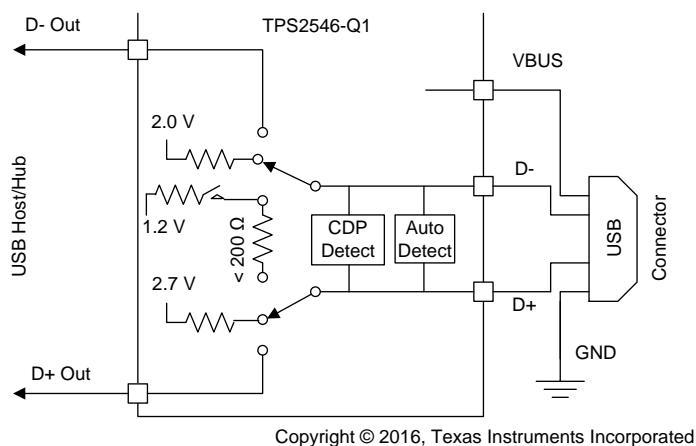 D- Out
TPS2546-Q1
VBUS
2.0 V
D-
1.2 V
< 200 Ω
CDP
Detect
Auto
Detect
USB Host/Hub
USB
Connector
2.7 V
D+
GND
D+ Out
Copyright © 2016, Texas Instruments Incorporated